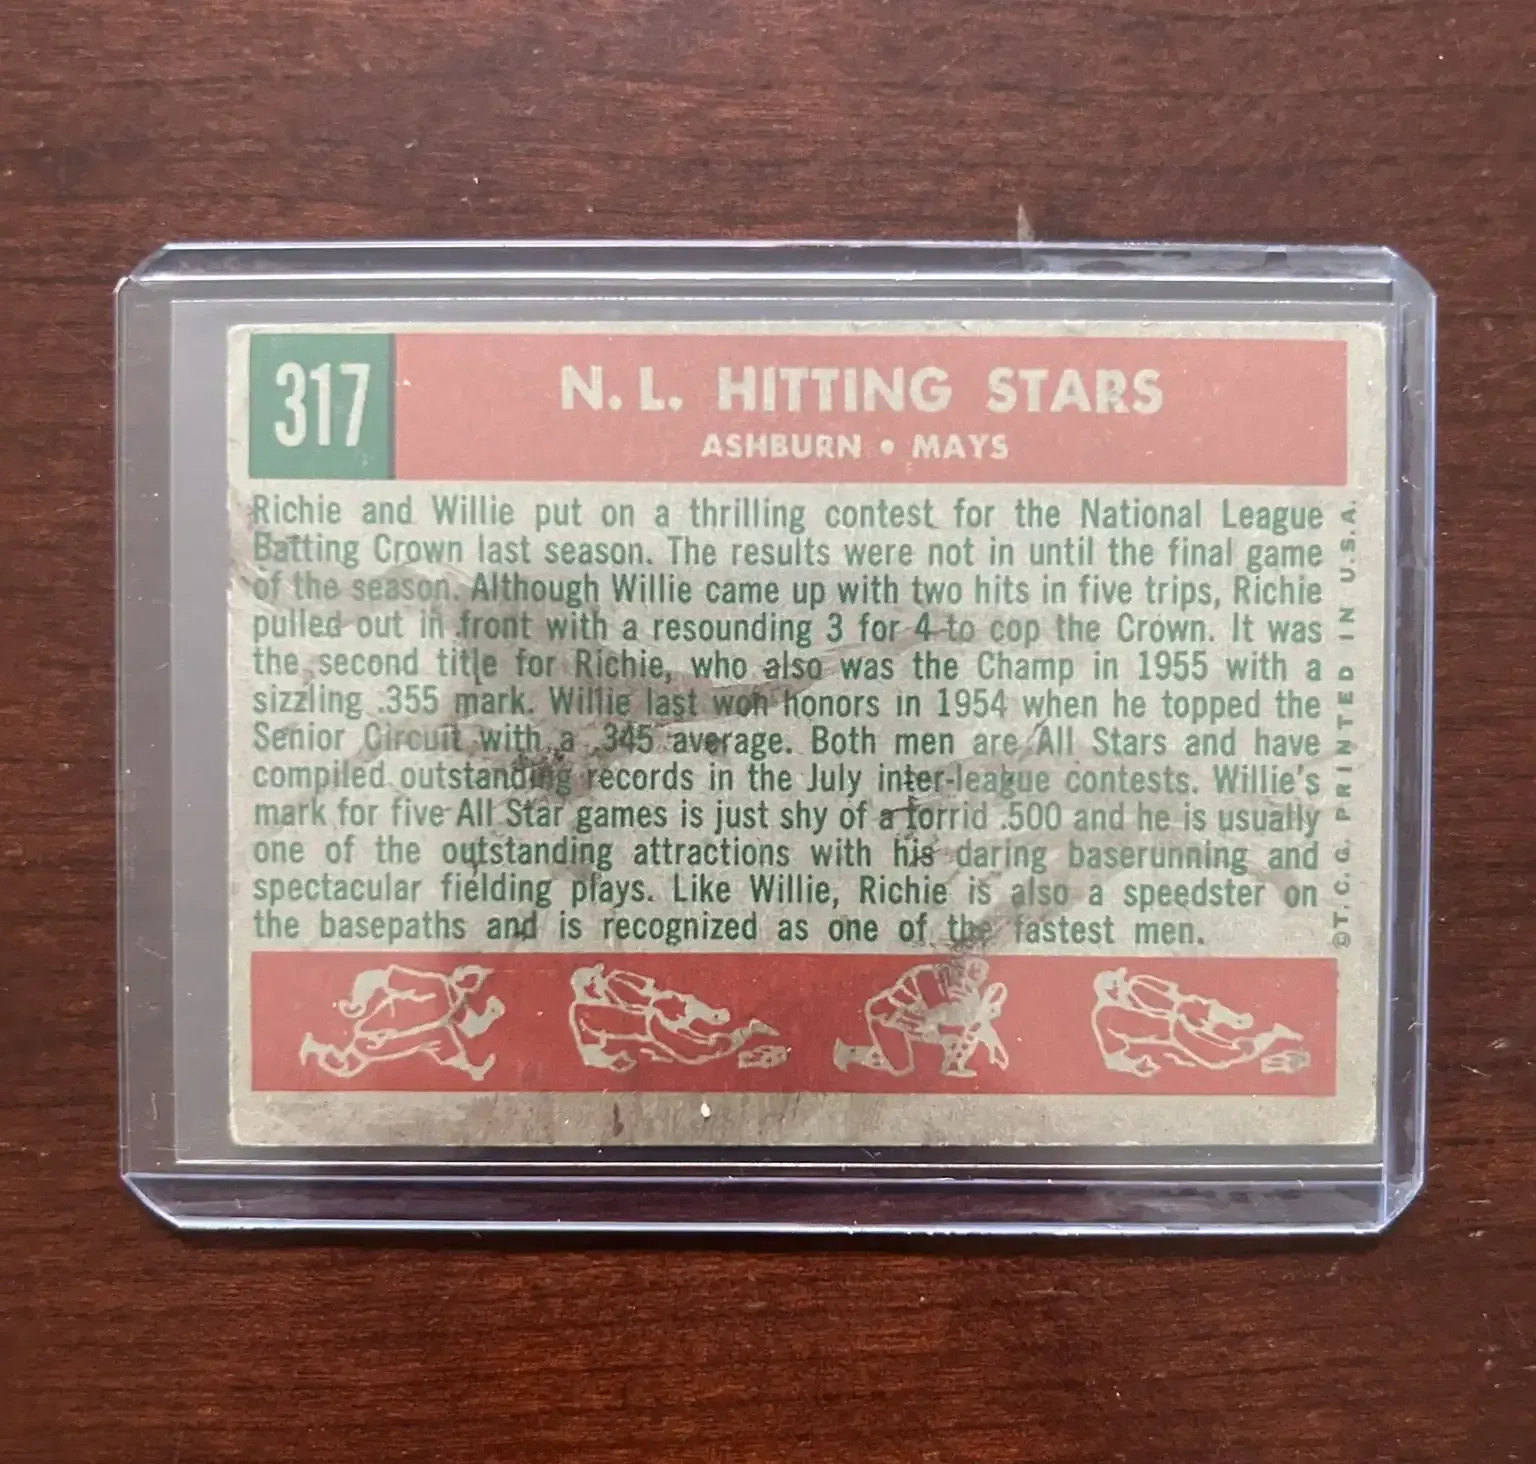 317
N. L. HITTING STARS
ASHBURN • MAYS
Richie and Willie put on a thrilling contest for the National League
Batting Crown last season. The results were not in until the final game
of the season. Although Willie came up with two hits in five trips, Richie
pulled out in front with a resounding 3 for 4 to cop the Crown. It was
the second title for Richie, who also was the Champ in 1955 with a
sizzling .355 mark. Willie last won honors in 1954 when he topped the
Senior Circuit with a .345 average. Both men are All Stars and have
compiled outstanding records in the July inter-league contests. Willie's
mark for five All Star games is just shy of a torrid .500 and he is usually
one of the outstanding attractions with his daring baserunning and
spectacular fielding plays. Like Willie, Richie is also a speedster on
the basepaths and is recognized as one of the fastest men.
©T. C. G. PRINTED IN U.S.A.